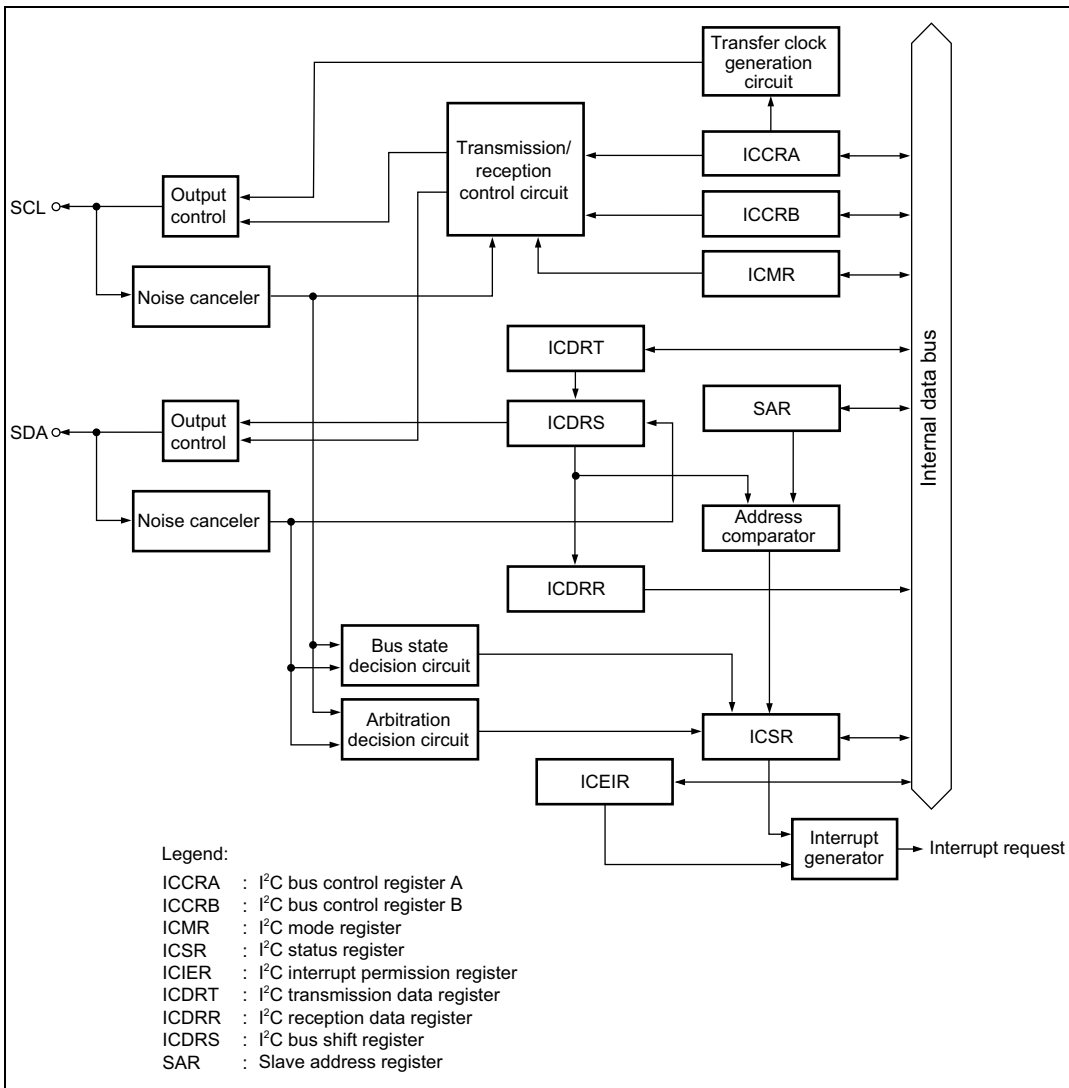 Transfer clock
generation
circuit
Transmission/
reception
control circuit
ICCRA
SCL
Output
control
ICCRB
ICMR
Noise canceler
ICDRT
SAR
SDA
Output
control
ICDRS
Internal data bus
Noise canceler
Address
comparator
ICDRR
Bus state
decision circuit
Arbitration
decision circuit
ICSR
ICEIR
Interrupt
generator
Interrupt request
Legend:
ICCRA : I²C bus control register A
ICCRB : I²C bus control register B
ICMR : I²C mode register
ICSR : I²C status register
ICIER : I²C interrupt permission register
ICDRT : I²C transmission data register
ICDRR : I²C reception data register
ICDRS : I²C bus shift register
SAR : Slave address register